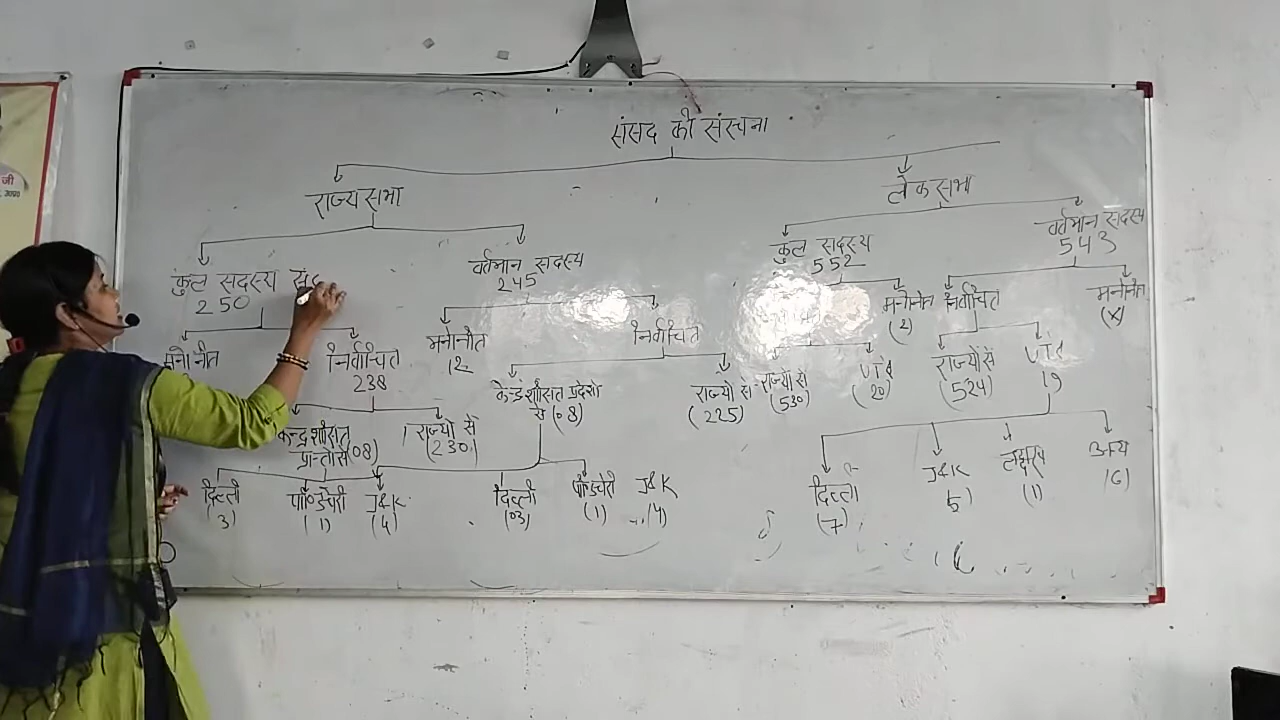 संसद की संरचना
राज्य सभा
लोक सभा
कुल सदस्य
250
वर्तमान सदस्य
245
कुल सदस्य
552
वर्तमान सदस्य
543
मनोनीत
निर्वाचित
238
मनोनीत
12
निर्वाचित
मनोनीत
(2)
निर्वाचित
मनोनीत
(x)
केन्द्रशासित
प्रान्तो से (08)
राज्यों से
(230)
केन्द्रशासित प्रदेशो
से (08)
राज्यों से
(225)
राज्यों से
(530)
UTs
(20)
राज्यों से
(524)
UTs
19
दिल्ली
(3)
पॉण्डिचेरी
(1)
J&K
(4)
दिल्ली
(03)
पॉण्डिचेरी
(1)
J&K
(4)
दिल्ली
(7)
J&K
5)
(1)
अन्य
(6)
जी